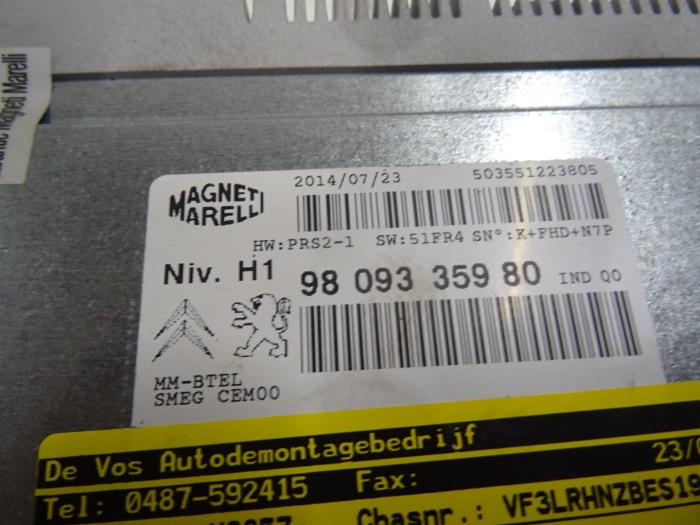 Magneti Marelli
MAGNETI MARELLI
2014/07/23 503551223805
HW:PRS2-1 SW:51FR4 SN°:K+FHD+N7P
Niv. H1 98 093 359 80 IND Q0
MM-BTEL
SMEG CEM00
De Vos Autodemontagebedrijf
23/0
Tel: 0487-592415 Fax:
Chasnr.: VF3LRHNZBES19